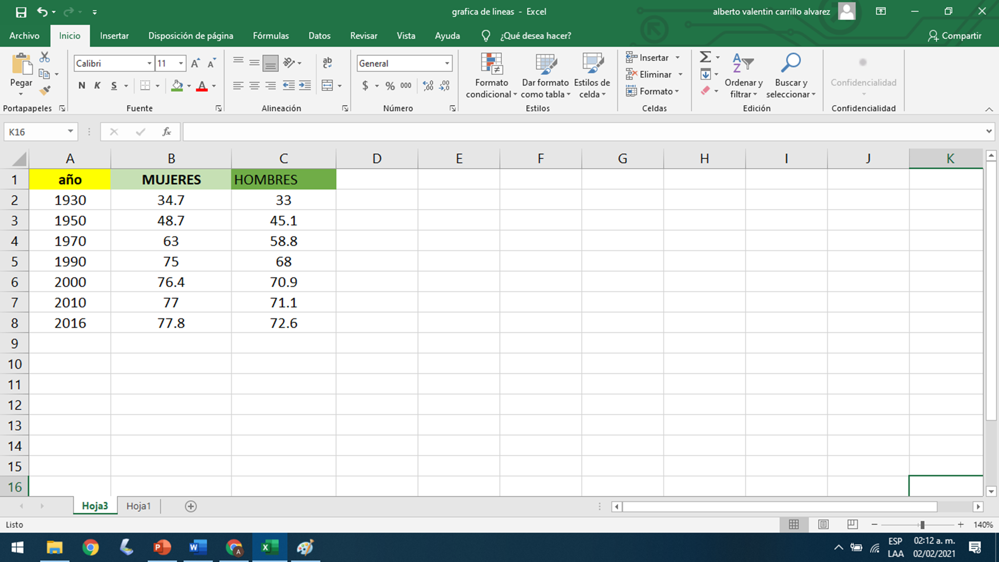 grafica de lineas - Excel
alberto valentin carrillo alvarez
Archivo Inicio Insertar Disposición de página Fórmulas Datos Revisar Vista Ayuda ¿Qué desea hacer? Compartir
Pegar
Portapapeles
Calibri 11
N K S
Fuente
ab
Alineación
General
$ % 000
Número
Formato condicional
Dar formato como tabla
Estilos de celda
Estilos
Insertar
Eliminar
Formato
Celdas
Ordenar y filtrar
Buscar y seleccionar
Edición
Confidencialidad
Confidencialidad
K16 fx
A B C D E F G H I J K
1 año MUJERES HOMBRES
2 1930 34.7 33
3 1950 48.7 45.1
4 1970 63 58.8
5 1990 75 68
6 2000 76.4 70.9
7 2010 77 71.1
8 2016 77.8 72.6
9
10
11
12
13
14
15
16
Hoja3 Hoja1
Listo 140%
ESP 02:12 a. m.
LAA 02/02/2021